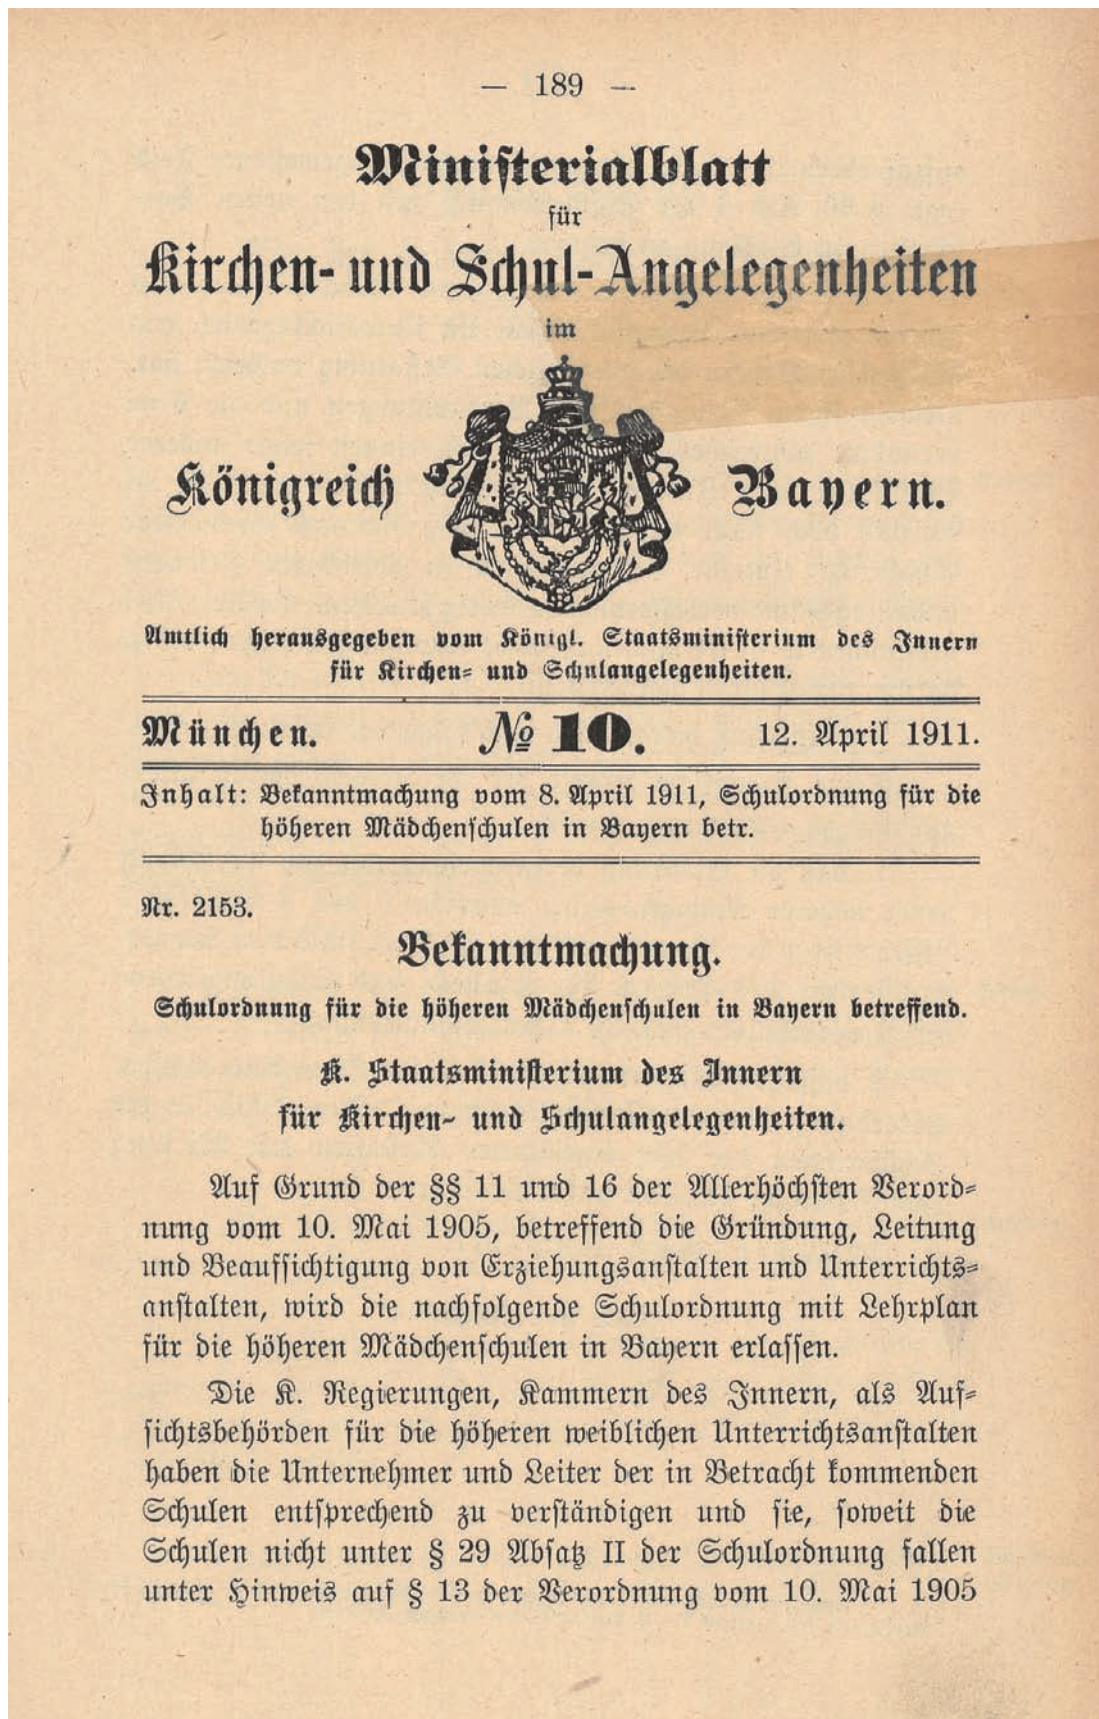 — 189 —
Ministerialblatt
für
Kirchen- und Schul-Angelegenheiten
im
Königreich Bayern.
Amtlich herausgegeben vom Königl. Staatsministerium des Innern
für Kirchen- und Schulangelegenheiten.
München. № 10. 12. April 1911.
Inhalt: Bekanntmachung vom 8. April 1911, Schulordnung für die
höheren Mädchenschulen in Bayern betr.
Nr. 2153.
Bekanntmachung.
Schulordnung für die höheren Mädchenschulen in Bayern betreffend.
K. Staatsministerium des Innern
für Kirchen- und Schulangelegenheiten.
Auf Grund der §§ 11 und 16 der Allerhöchsten Verord-
nung vom 10. Mai 1905, betreffend die Gründung, Leitung
und Beaufsichtigung von Erziehungsanstalten und Unterrichts-
anstalten, wird die nachfolgende Schulordnung mit Lehrplan
für die höheren Mädchenschulen in Bayern erlassen.
Die K. Regierungen, Kammern des Innern, als Auf-
sichtsbehörden für die höheren weiblichen Unterrichtsanstalten
haben die Unternehmer und Leiter der in Betracht kommenden
Schulen entsprechend zu verständigen und sie, soweit die
Schulen nicht unter § 29 Absatz II der Schulordnung fallen
unter Hinweis auf § 13 der Verordnung vom 10. Mai 1905